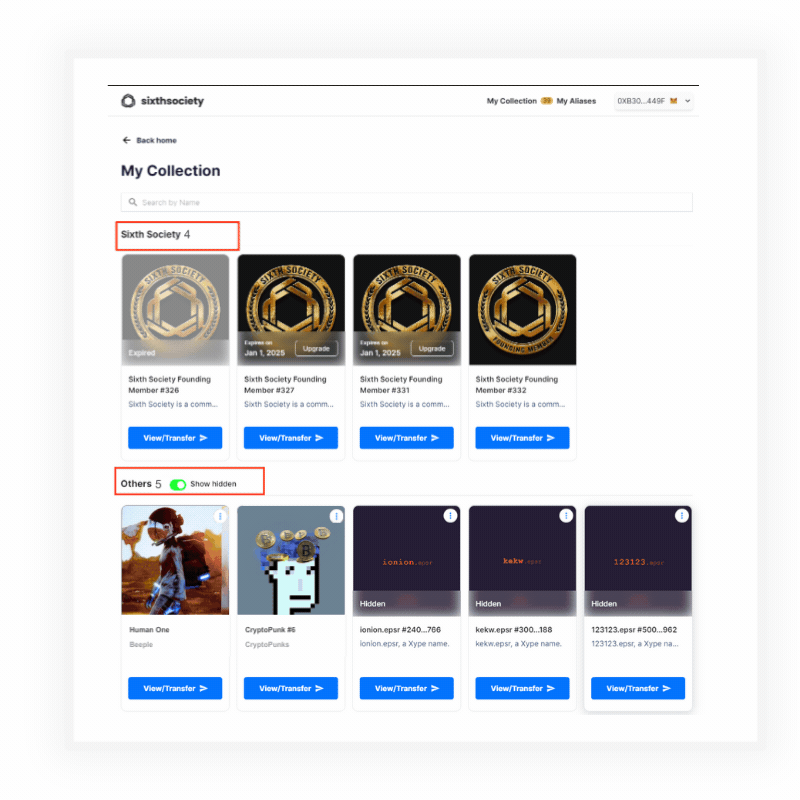 sixthsociety
My Collection 39 My Aliases 0XB30...449F
Back home
My Collection
Search by Name
Sixth Society 4
SIXTH SOCIETY
Expired
SIXTH SOCIETY
Expires on
Jan 1, 2025 Upgrade
SIXTH SOCIETY
Expires on
Jan 1, 2025 Upgrade
SIXTH SOCIETY
FOUNDING MEMBER
Sixth Society Founding
Member #326
Sixth Society is a comm...
View/Transfer
Sixth Society Founding
Member #327
Sixth Society is a comm...
View/Transfer
Sixth Society Founding
Member #331
Sixth Society is a comm...
View/Transfer
Sixth Society Founding
Member #332
Sixth Society is a comm...
View/Transfer
Others 5 Show hidden
Human One
Beeple
View/Transfer
CryptoPunk #6
CryptoPunks
View/Transfer
ionion.epsr
Hidden
ionion.epsr #240...766
ionion.epsr, a Xype name.
View/Transfer
kekw.epsr
Hidden
kekw.epsr #300...188
kekw.epsr, a Xype name.
View/Transfer
123123.epsr
Hidden
123123.epsr #500...962
123123.epsr, a Xype na...
View/Transfer